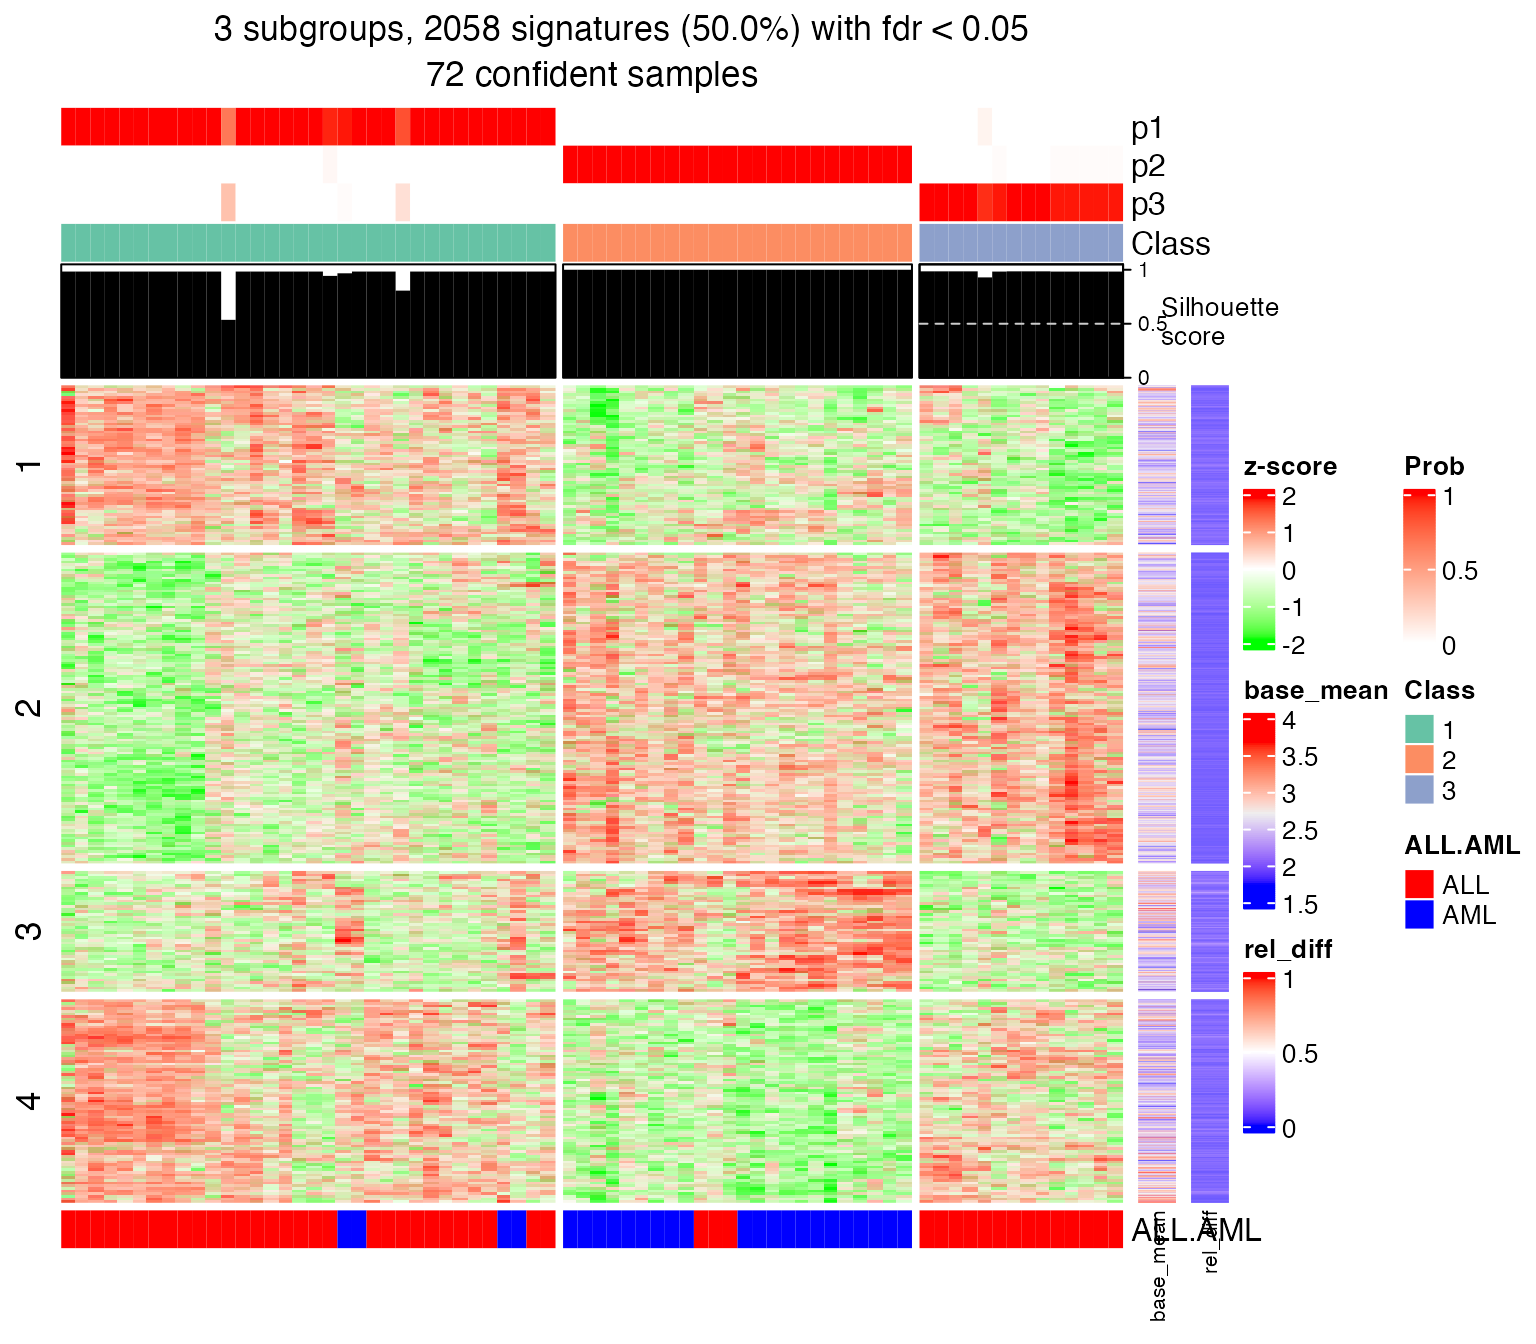 3 subgroups, 2058 signatures (50.0%) with fdr < 0.05
72 confident samples
p1
p2
p3
Class
1
0.5
0
Silhouette
score
1
2
3
4
z-score
2
1
0
-1
-2
Prob
1
0.5
0
base_mean
4
3.5
3
2.5
2
1.5
Class
1
2
3
ALL.AML
ALL
AML
rel_diff
1
0.5
0
ALL.AML
base_mean
rel_diff